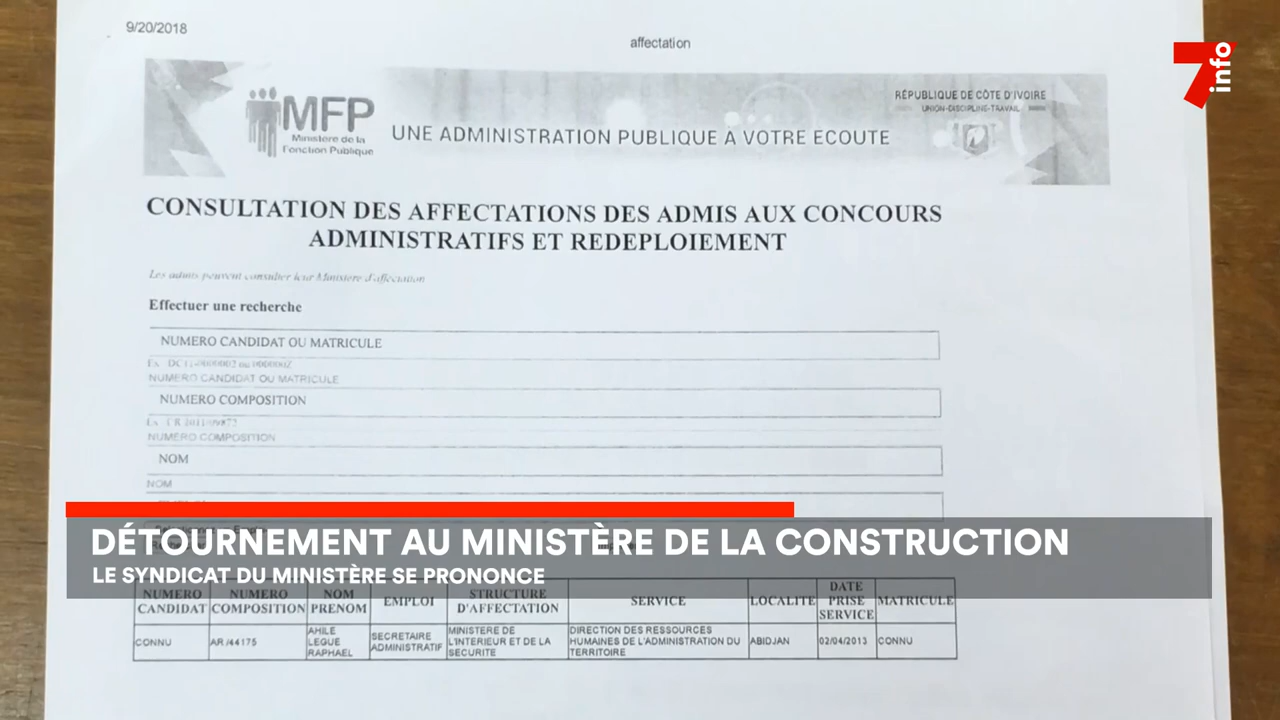 9/20/2018
affectation
7info
MFP
Ministère de la
Fonction Publique
UNE ADMINISTRATION PUBLIQUE À VOTRE ECOUTE
RÉPUBLIQUE DE CÔTE D'IVOIRE
UNION-DISCIPLINE-TRAVAIL
CONSULTATION DES AFFECTATIONS DES ADMIS AUX CONCOURS
ADMINISTRATIFS ET REDEPLOIEMENT
Les admis peuvent consulter leur Ministère d'affectation
Effectuer une recherche
NUMERO CANDIDAT OU MATRICULE
NUMERO CANDIDAT OU MATRICULE
NUMERO COMPOSITION
NUMERO COMPOSITION
NOM
NOM
DÉTOURNEMENT AU MINISTÈRE DE LA CONSTRUCTION
LE SYNDICAT DU MINISTÈRE SE PRONONCE
NUMERO CANDIDAT NUMERO COMPOSITION NOM PRENOM EMPLOI STRUCTURE D'AFFECTATION SERVICE LOCALITE DATE PRISE SERVICE MATRICULE
CONNU AR /44175 AHILE LEGUE RAPHAEL SECRETAIRE ADMINISTRATIF MINISTERE DE L'INTERIEUR ET DE LA SECURITE DIRECTION DES RESSOURCES HUMAINES DE L'ADMINISTRATION DU TERRITOIRE ABIDJAN 02/04/2013 CONNU